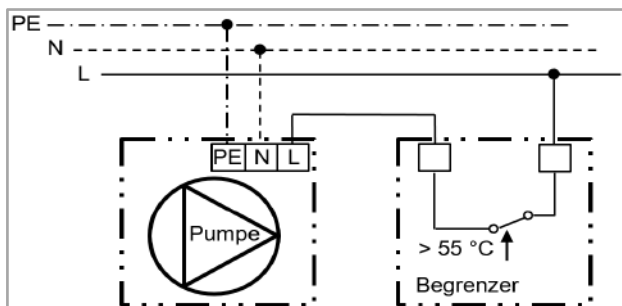 PE
N
L
PE N L
Pumpe
> 55 °C
Begrenzer